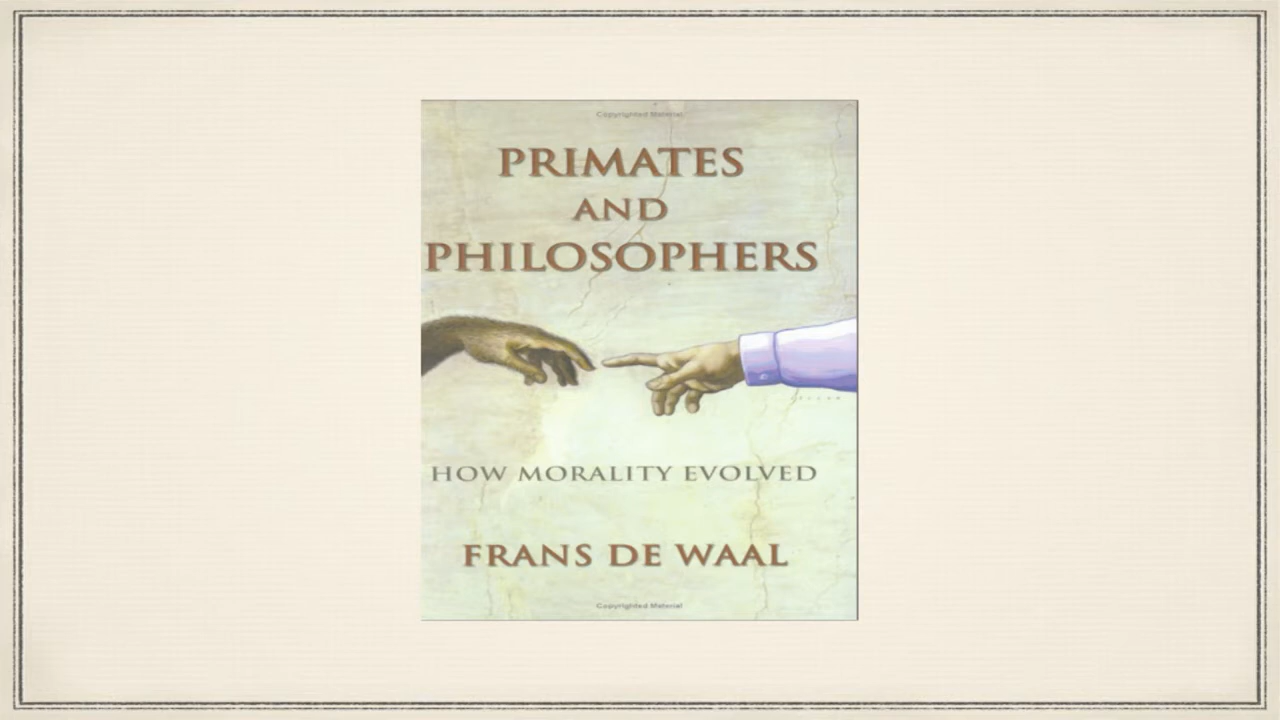 Copyrighted Material
PRIMATES
AND
PHILOSOPHERS
HOW MORALITY EVOLVED
FRANS DE WAAL
Copyrighted Material